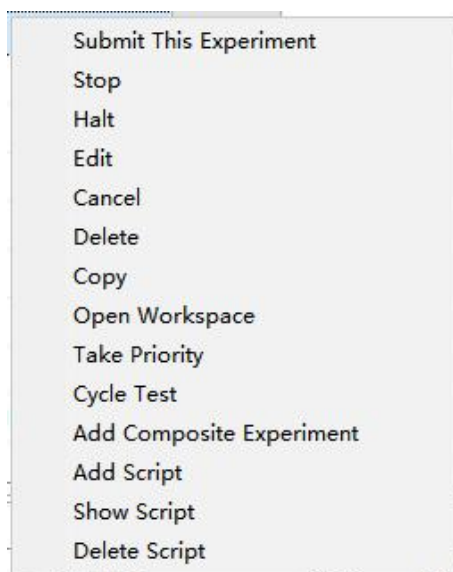 Submit This Experiment
Stop
Halt
Edit
Cancel
Delete
Copy
Open Workspace
Take Priority
Cycle Test
Add Composite Experiment
Add Script
Show Script
Delete Script